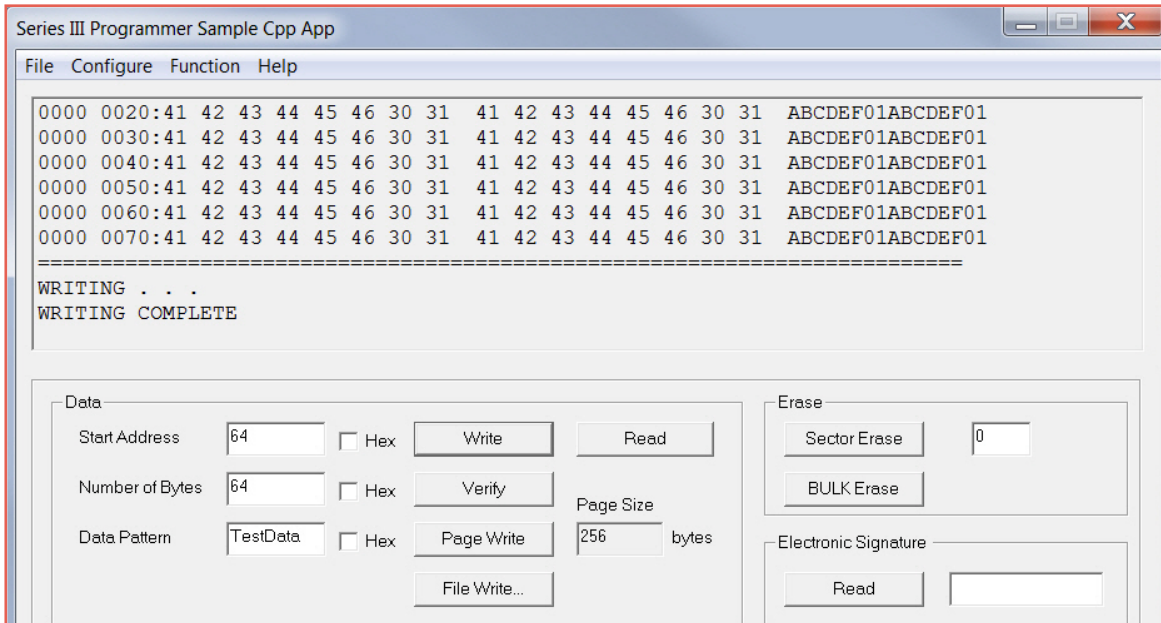 Series III Programmer Sample Cpp App
File Configure Function Help
0000 0020:41 42 43 44 45 46 30 31 41 42 43 44 45 46 30 31 ABCDEF01ABCDEF01
0000 0030:41 42 43 44 45 46 30 31 41 42 43 44 45 46 30 31 ABCDEF01ABCDEF01
0000 0040:41 42 43 44 45 46 30 31 41 42 43 44 45 46 30 31 ABCDEF01ABCDEF01
0000 0050:41 42 43 44 45 46 30 31 41 42 43 44 45 46 30 31 ABCDEF01ABCDEF01
0000 0060:41 42 43 44 45 46 30 31 41 42 43 44 45 46 30 31 ABCDEF01ABCDEF01
0000 0070:41 42 43 44 45 46 30 31 41 42 43 44 45 46 30 31 ABCDEF01ABCDEF01
==========================================================================
WRITING . . .
WRITING COMPLETE
Data
Start Address 64 Hex Write Read
Number of Bytes 64 Hex Verify
Page Size
Data Pattern TestData Hex Page Write 256 bytes
File Write...
Erase
Sector Erase 0
BULK Erase
Electronic Signature
Read